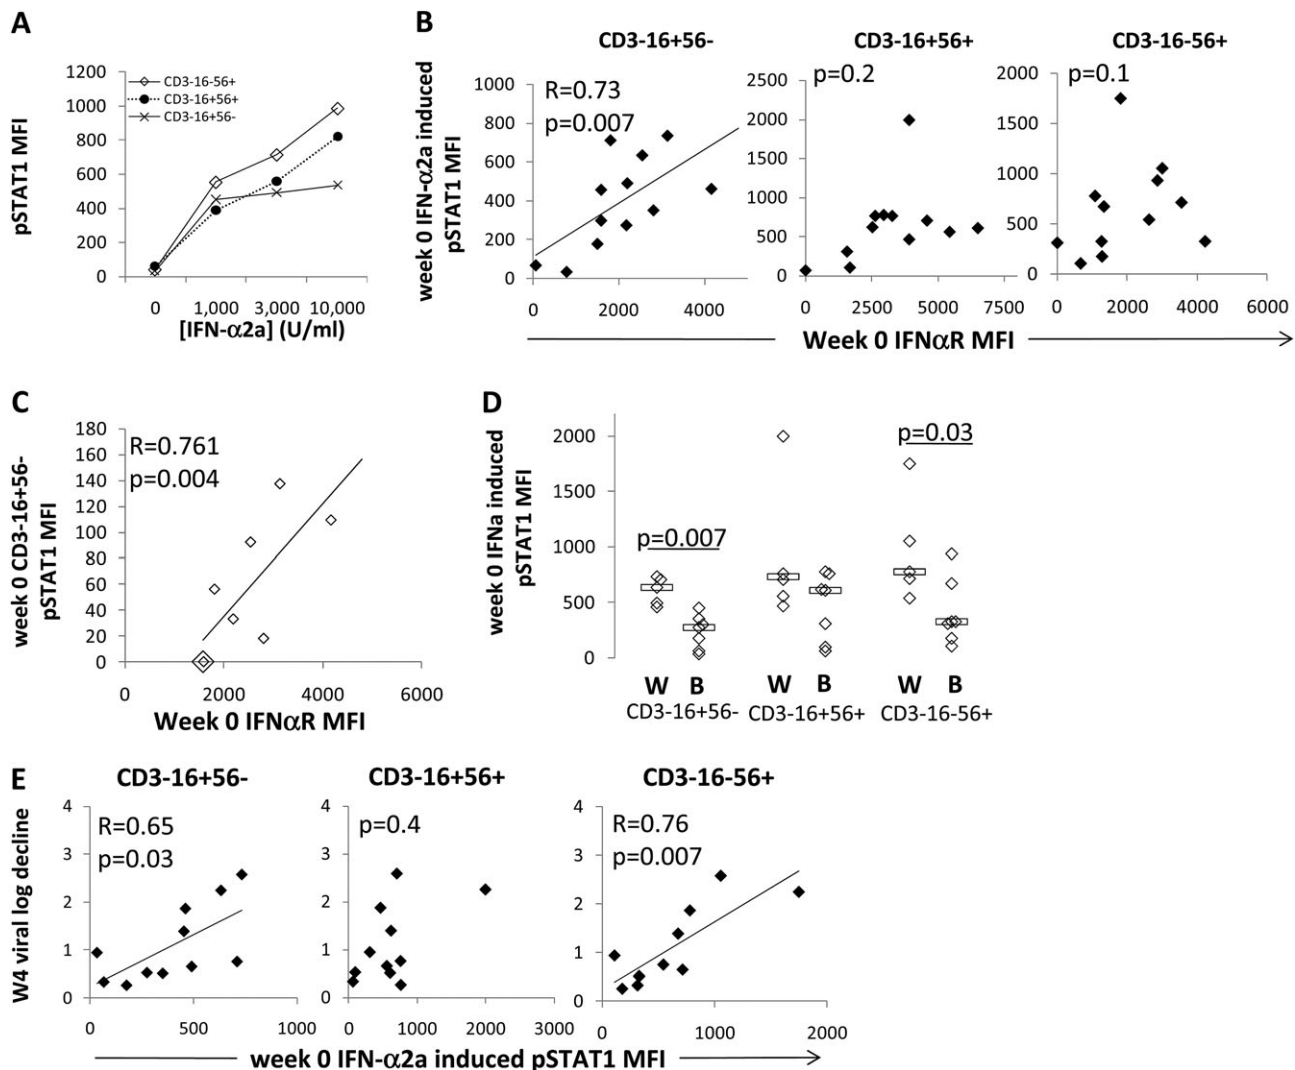 A
pSTAT1 MFI
1200
1000
800
600
400
200
0
CD3-16-56+
CD3-16+56+
CD3-16+56-
0 1,000 3,000 10,000
[IFN-α2a] (U/ml)
B
week 0 IFN-α2a induced
pSTAT1 MFI
CD3-16+56-
R=0.73
p=0.007
1000
800
600
400
200
0
0 2000 4000
CD3-16+56+
p=0.2
2500
2000
1500
1000
500
0
0 2500 5000 7500
CD3-16-56+
p=0.1
2000
1500
1000
500
0
0 2000 4000 6000
Week 0 IFNαR MFI
C
week 0 CD3-16+56-
pSTAT1 MFI
R=0.761
p=0.004
180
160
140
120
100
80
60
40
20
0
0 2000 4000 6000
Week 0 IFNαR MFI
D
week 0 IFNa induced
pSTAT1 MFI
2000
1500
1000
500
0
p=0.007
p=0.03
W B W B W B
CD3-16+56- CD3-16+56+ CD3-16-56+
E
W4 viral log decline
CD3-16+56-
R=0.65
p=0.03
4
3
2
1
0
0 500 1000
CD3-16+56+
p=0.4
4
3
2
1
0
0 1000 2000 3000
CD3-16-56+
R=0.76
p=0.007
4
3
2
1
0
0 1000 2000
week 0 IFN-α2a induced pSTAT1 MFI